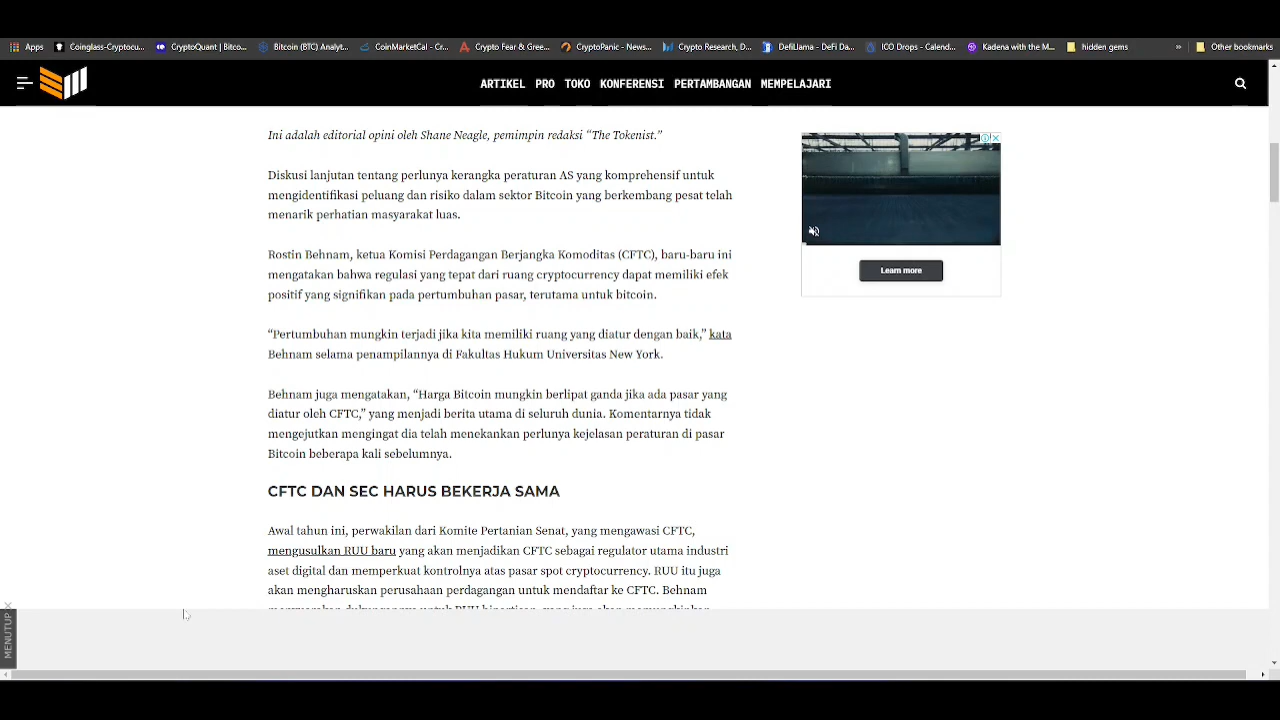 Apps Coinglass-Cryptocu... CryptoQuant | Bitco... Bitcoin (BTC) Analyt... CoinMarketCal - Cr... Crypto Fear & Gree... CryptoPanic - News... Crypto Research, D... DefiLlama - DeFi Da... ICO Drops - Calend... Kadena with the M... hidden gems » Other bookmarks
ARTIKEL PRO TOKO KONFERENSI PERTAMBANGAN MEMPELAJARI
Ini adalah editorial opini oleh Shane Neagle, pemimpin redaksi “The Tokenist.”
Diskusi lanjutan tentang perlunya kerangka peraturan AS yang komprehensif untuk
mengidentifikasi peluang dan risiko dalam sektor Bitcoin yang berkembang pesat telah
menarik perhatian masyarakat luas.
Rostin Behnam, ketua Komisi Perdagangan Berjangka Komoditas (CFTC), baru-baru ini
mengatakan bahwa regulasi yang tepat dari ruang cryptocurrency dapat memiliki efek
positif yang signifikan pada pertumbuhan pasar, terutama untuk bitcoin.
“Pertumbuhan mungkin terjadi jika kita memiliki ruang yang diatur dengan baik,” kata
Behnam selama penampilannya di Fakultas Hukum Universitas New York.
Behnam juga mengatakan, “Harga Bitcoin mungkin berlipat ganda jika ada pasar yang
diatur oleh CFTC,” yang menjadi berita utama di seluruh dunia. Komentarnya tidak
mengejutkan mengingat dia telah menekankan perlunya kejelasan peraturan di pasar
Bitcoin beberapa kali sebelumnya.
CFTC DAN SEC HARUS BEKERJA SAMA
Awal tahun ini, perwakilan dari Komite Pertanian Senat, yang mengawasi CFTC,
mengusulkan RUU baru yang akan menjadikan CFTC sebagai regulator utama industri
aset digital dan memperkuat kontrolnya atas pasar spot cryptocurrency. RUU itu juga
akan mengharuskan perusahaan perdagangan untuk mendaftar ke CFTC. Behnam
Learn more
MENUTUP